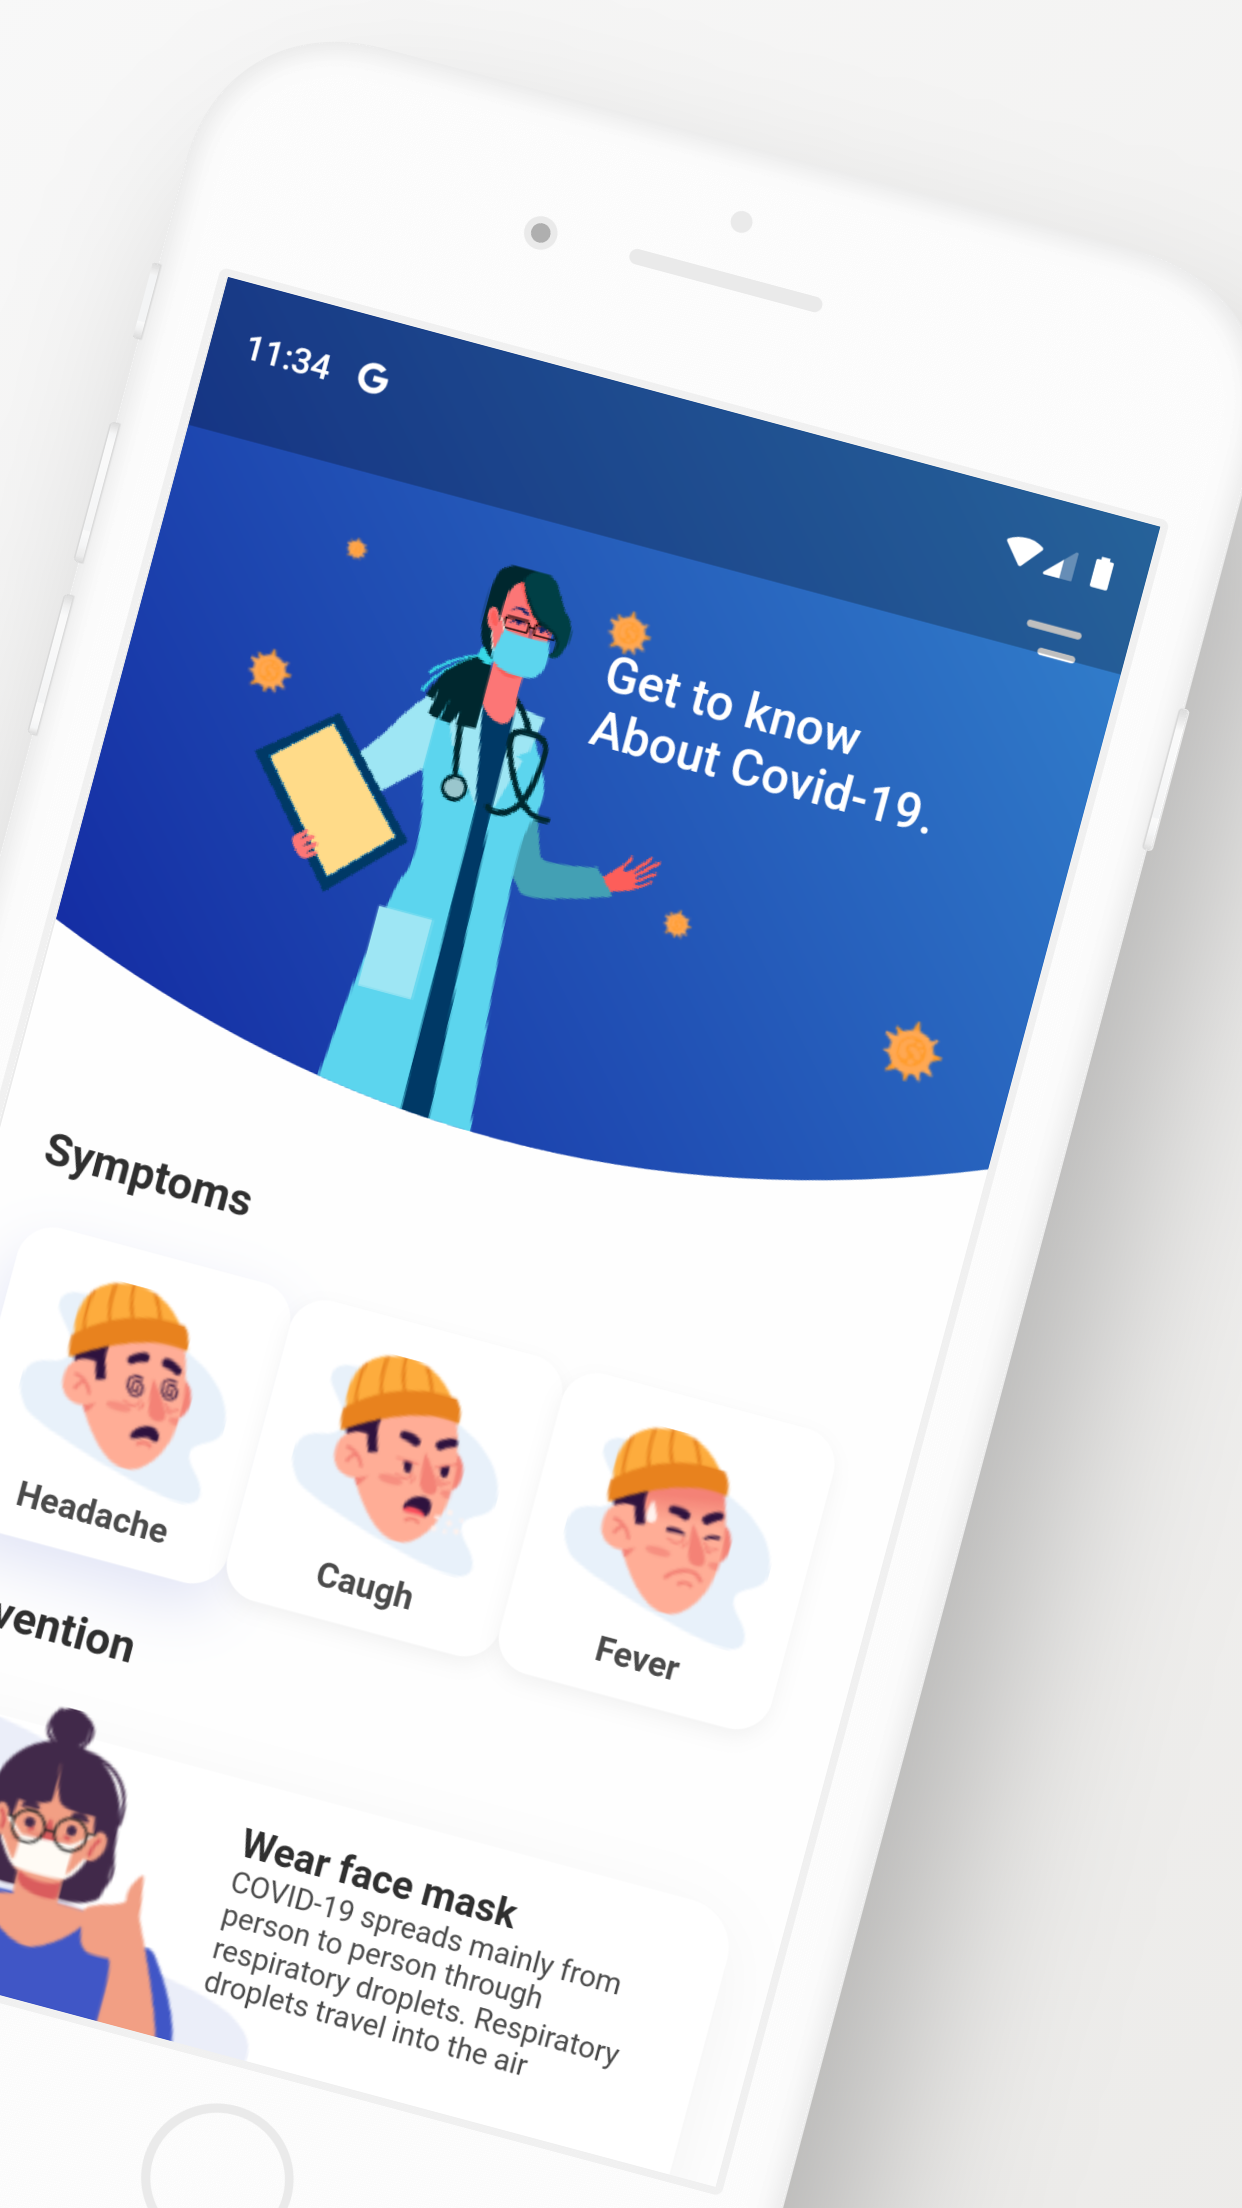 11:34 G
Get to know
About Covid-19.
Symptoms
Headache
Caugh
Fever
vention
Wear face mask
COVID-19 spreads mainly from
person to person through
respiratory droplets. Respiratory
droplets travel into the air